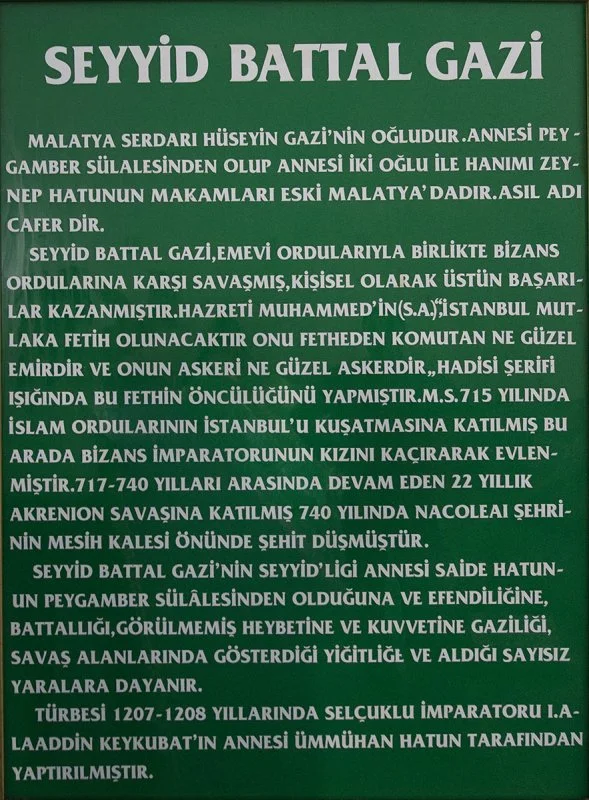 SEYYİD BATTAL GAZİ
MALATYA SERDARI HÜSEYİN GAZİ'NİN OĞLUDUR.ANNESİ PEY-
GAMBER SÜLALESİNDEN OLUP ANNESİ İKİ OĞLU İLE HANIMI ZEY-
NEP HATUNUN MAKAMLARI ESKİ MALATYA'DADIR.ASIL ADI
CAFER DİR.
SEYYİD BATTAL GAZİ,EMEVİ ORDULARIYLA BİRLİKTE BİZANS
ORDULARINA KARŞI SAVAŞMIŞ,KİŞİSEL OLARAK ÜSTÜN BAŞARI-
LAR KAZANMIŞTIR.HAZRETİ MUHAMMED'İN(S.A.)",İSTANBUL MUT-
LAKA FETİH OLUNACAKTIR ONU FETHEDEN KOMUTAN NE GÜZEL
EMİRDİR VE ONUN ASKERİ NE GÜZEL ASKERDİR,,HADİSİ ŞERİFİ
IŞIĞINDA BU FETHİN ÖNCÜLÜĞÜNÜ YAPMIŞTIR.M.S.715 YILINDA
İSLAM ORDULARININ İSTANBUL'U KUŞATMASINA KATILMIŞ BU
ARADA BİZANS İMPARATORUNUN KIZINI KAÇIRARAK EVLEN-
MİŞTİR.717-740 YILLARI ARASINDA DEVAM EDEN 22 YILLIK
AKRENION SAVAŞINA KATILMIŞ 740 YILINDA NACOLEAI ŞEHRİ-
NİN MESİH KALESİ ÖNÜNDE ŞEHİT DÜŞMÜŞTÜR.
SEYYİD BATTAL GAZİ'NİN SEYYİD'LİGİ ANNESİ SAİDE HATUN-
UN PEYGAMBER SÜLÂLESİNDEN OLDUĞUNA VE EFENDİLİĞİNE,
BATTALLIĞI,GÖRÜLMEMİŞ HEYBETİNE VE KUVVETİNE GAZİLİĞİ,
SAVAŞ ALANLARINDA GÖSTERDİĞİ YİĞİTLİĞE VE ALDIĞI SAYISIZ
YARALARA DAYANIR.
TÜRBESİ 1207-1208 YILLARINDA SELÇUKLU İMPARATORU I.A-
LAADDİN KEYKUBAT'IN ANNESİ ÜMMÜHAN HATUN TARAFINDAN
YAPTIRILMIŞTIR.